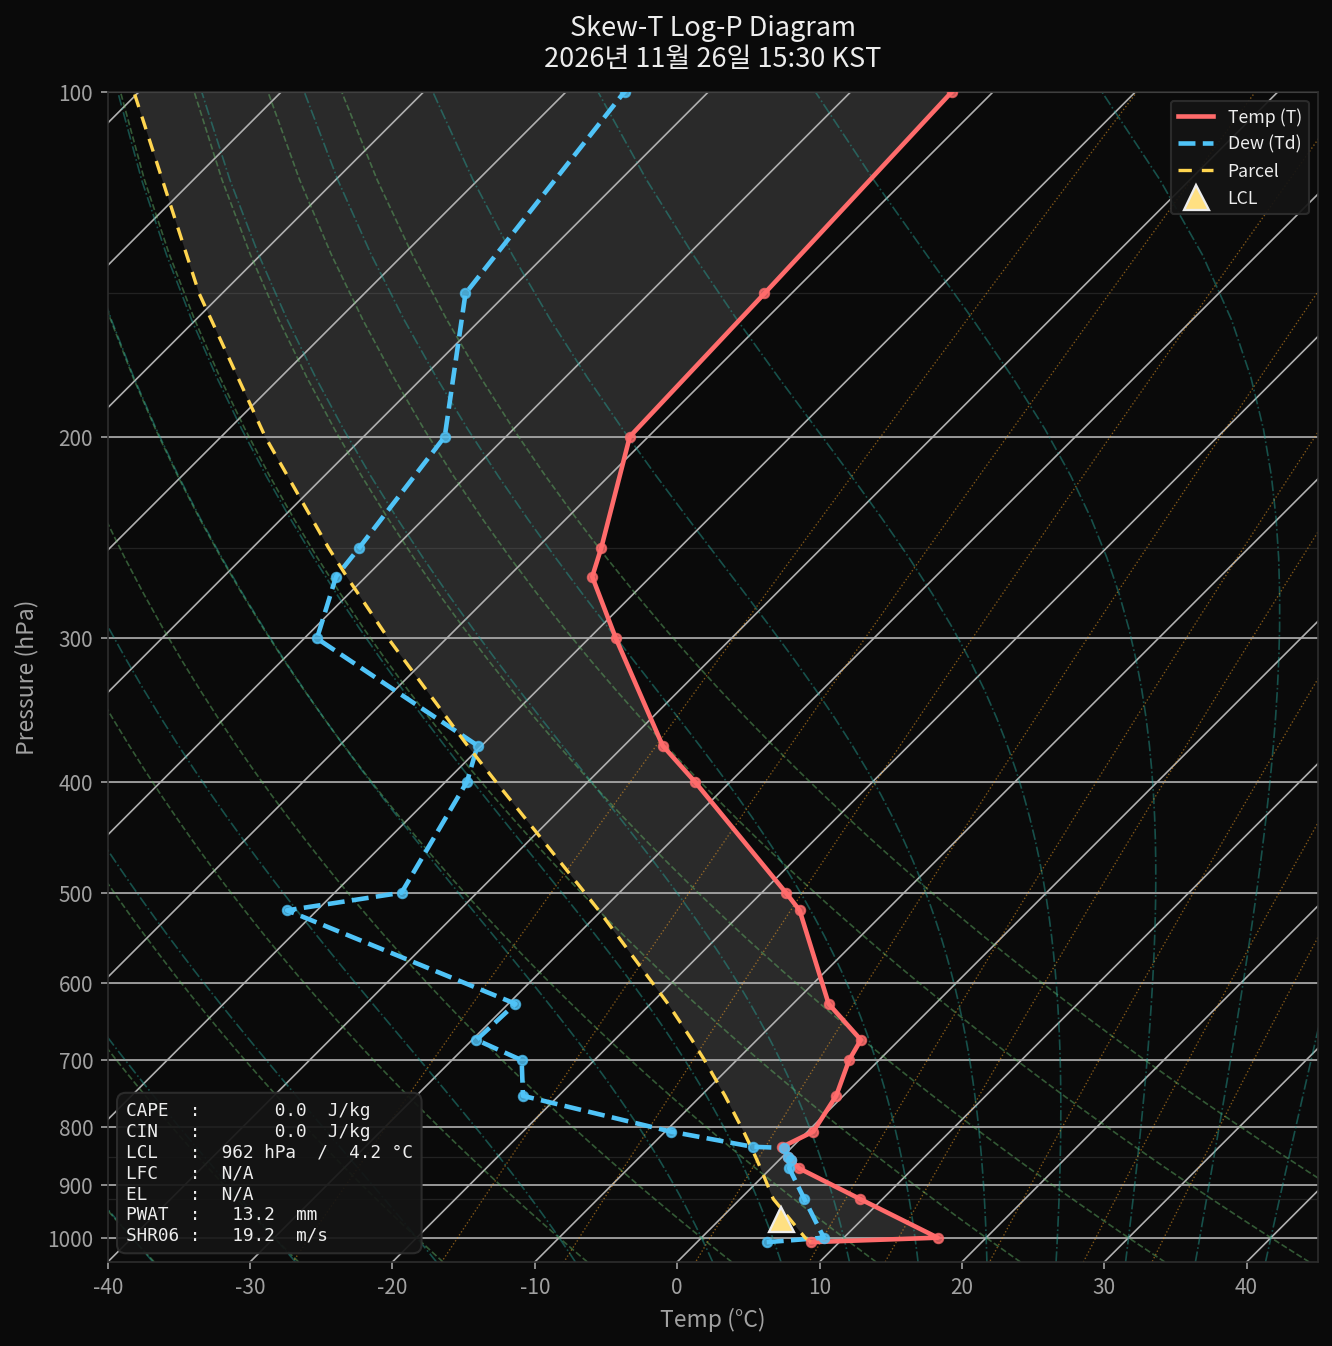 Skew-T Log-P Diagram
2026년 11월 26일 15:30 KST
Temp (T)
Dew (Td)
Parcel
LCL
Pressure (hPa)
100
200
300
400
500
600
700
800
900
1000
CAPE : 0.0 J/kg
CIN : 0.0 J/kg
LCL : 962 hPa / 4.2 °C
LFC : N/A
EL : N/A
PWAT : 13.2 mm
SHR06 : 19.2 m/s
-40 -30 -20 -10 0 10 20 30 40
Temp (°C)